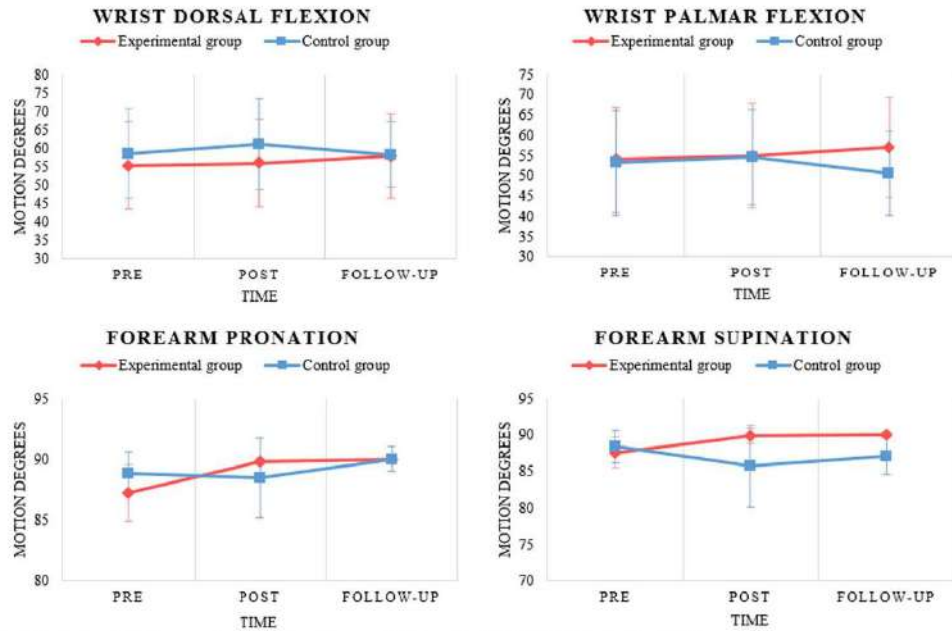 WRIST DORSAL FLEXION
Experimental group
Control group
MOTION DEGREES
80
75
70
65
60
55
50
45
40
35
30
PRE
POST
FOLLOW-UP
TIME
WRIST PALMAR FLEXION
Experimental group
Control group
MOTION DEGREES
75
70
65
60
55
50
45
40
35
30
PRE
POST
FOLLOW-UP
TIME
FOREARM PRONATION
Experimental group
Control group
MOTION DEGREES
95
90
85
80
PRE
POST
FOLLOW-UP
TIME
FOREARM SUPINATION
Experimental group
Control group
MOTION DEGREES
95
90
85
80
75
70
PRE
POST
FOLLOW-UP
TIME